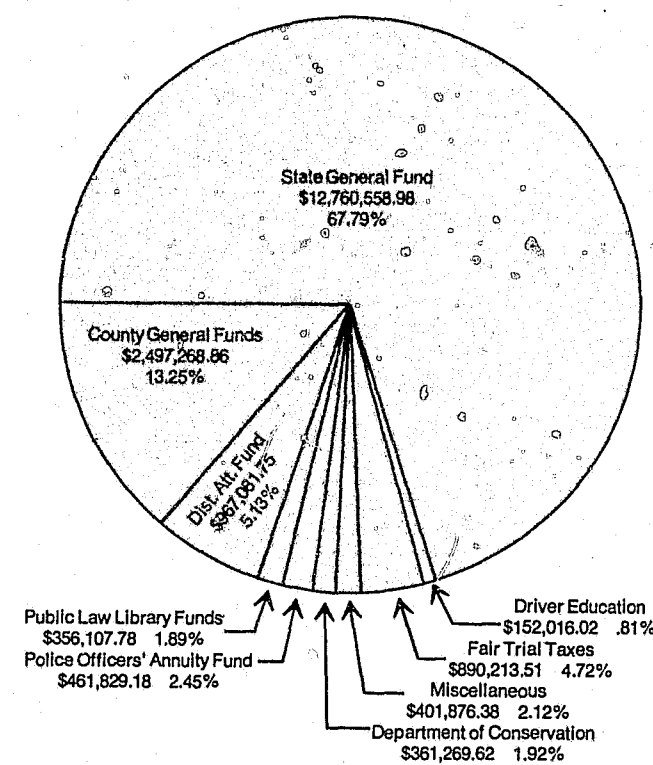 State General Fund
$12,760,558.98
67.79%
County General Funds
$2,497,268.86
13.25%
Dist. Att. Fund
$967,081.75
5.13%
Public Law Library Funds
$356,107.78 1.89%
Police Officers' Annuity Fund
$461,829.18 2.45%
Driver Education
$152,016.02 .81%
Fair Trial Taxes
$890,213.51 4.72%
Miscellaneous
$401,876.38 2.12%
Department of Conservation
$361,269.62 1.92%